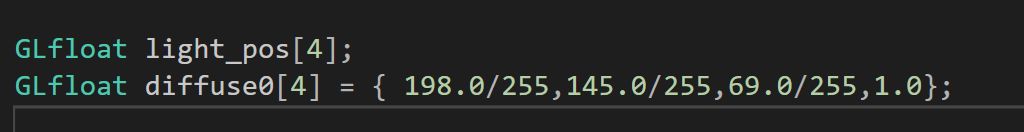 GLfloat light_pos[4];
GLfloat diffuse0[4] = { 198.0/255,145.0/255,69.0/255,1.0};